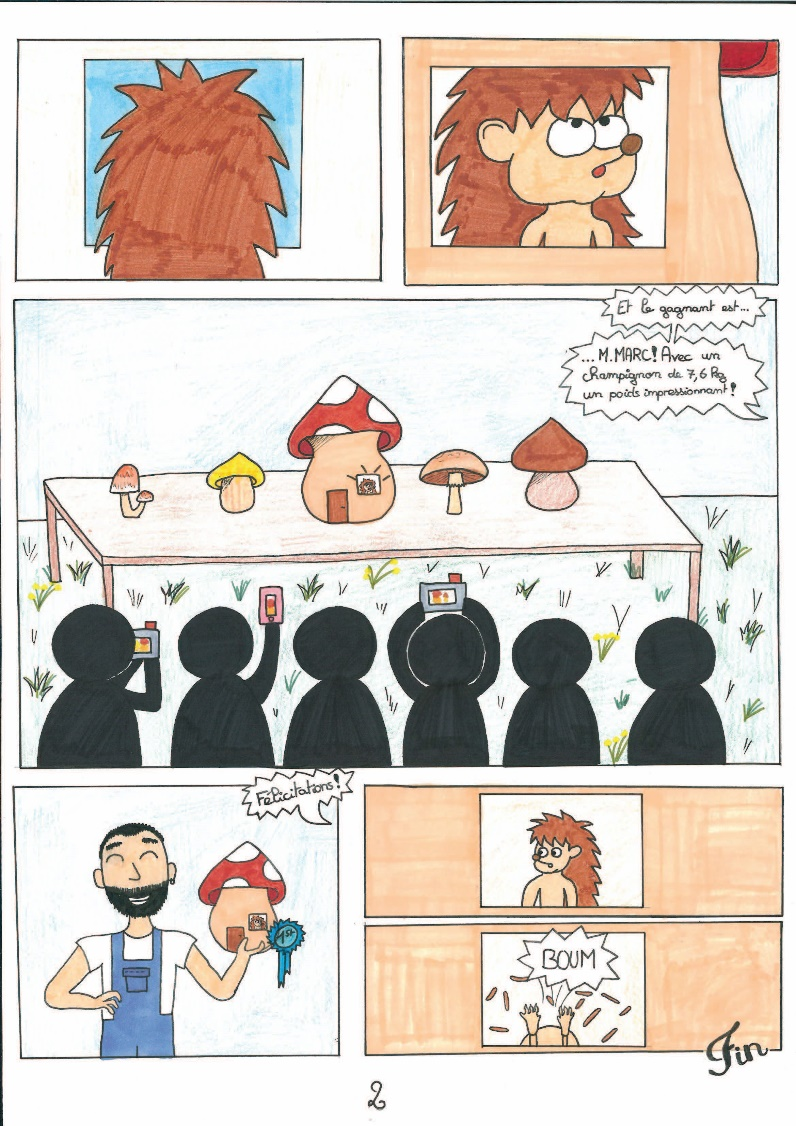 Et le gagnant est...
... M.MARC! Avec un
champignon de 7,6 kg
un poids impressionnant!
Félicitations!
1st
BOUM
Fin
2